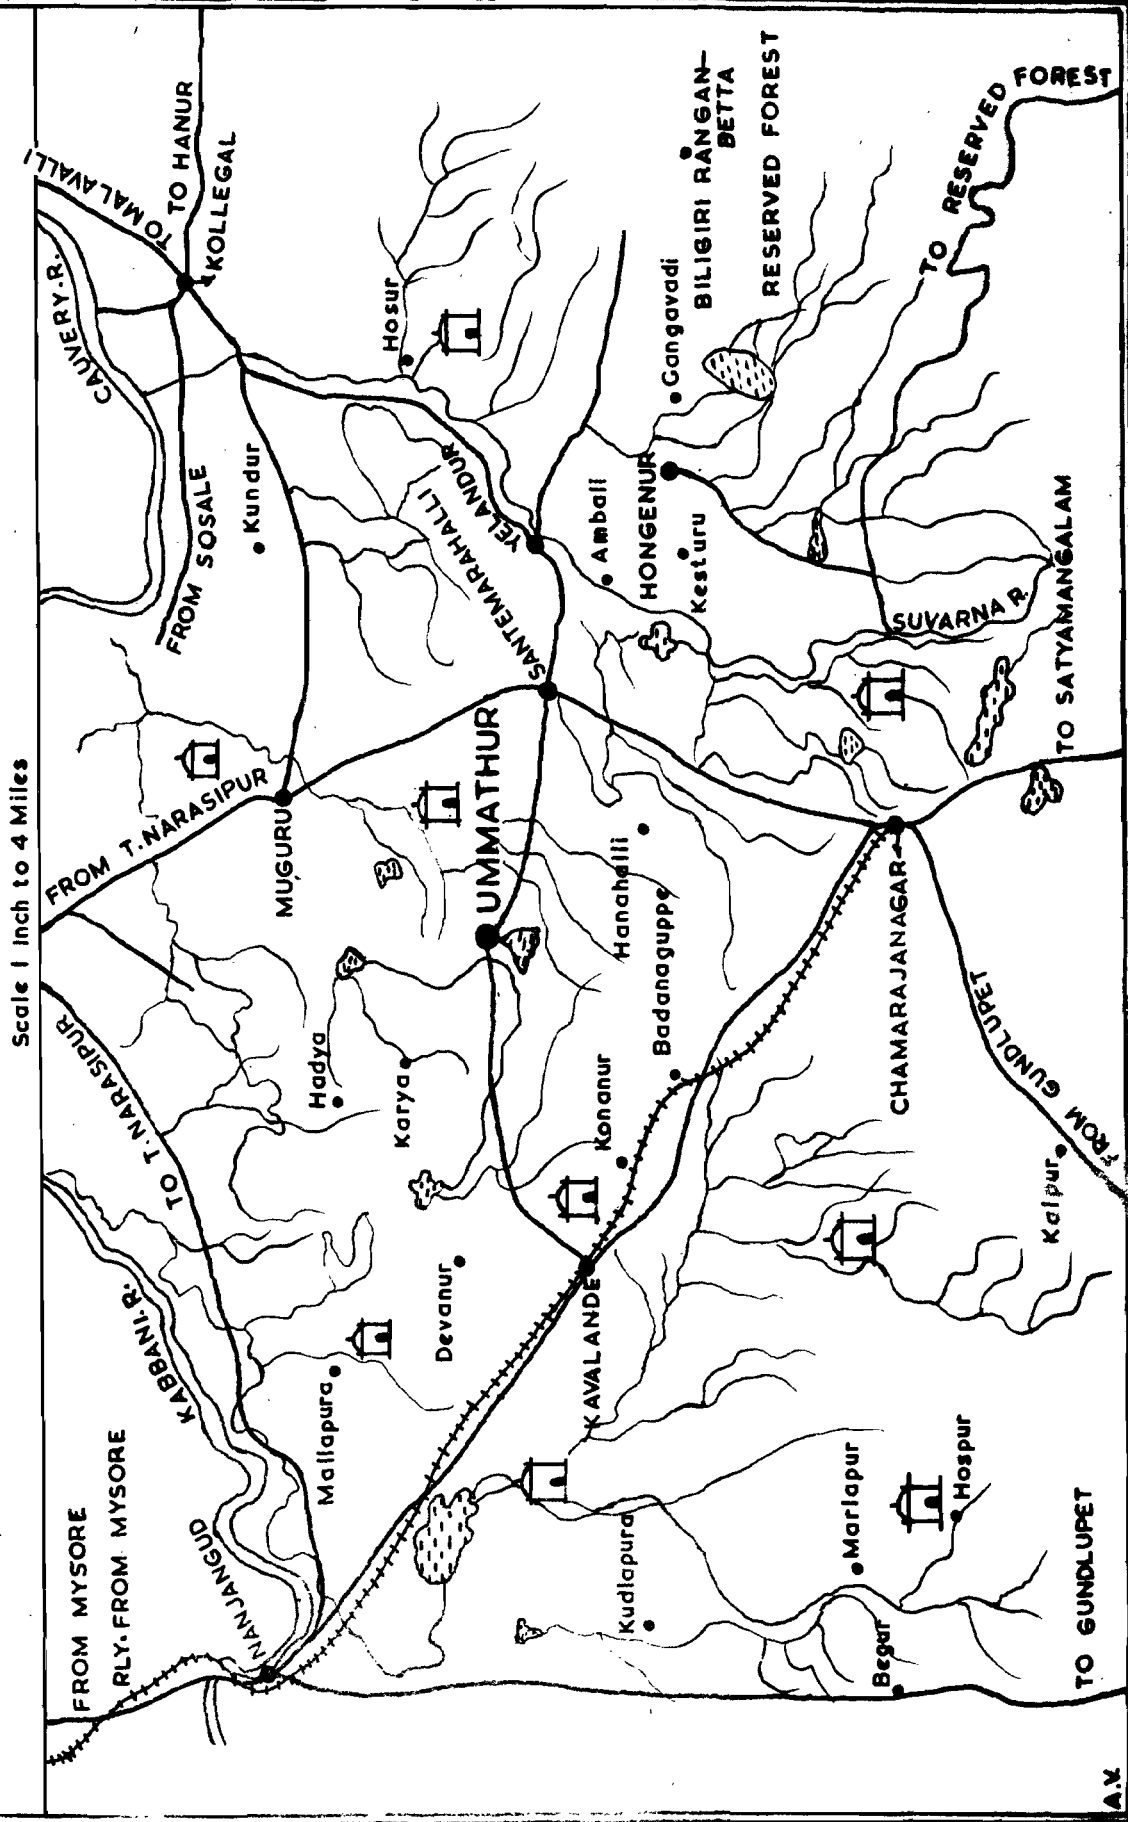 Scale 1 Inch to 4 Miles
FROM MYSORE
RLY. FROM MYSORE
NANJANGUD
KABBANI.R.
TO T. NARASIPUR
FROM T.NARASIPUR
FROM SOSALE
CAUVERY.R.
TO MALAVALLI
TO HANUR
KOLLEGAL
Kundur
MUGURU
Hadya
Mallapura
Karya
Devanur
Hosur
YELANDUR
SANTEMARAHALLI
UMMATHUR
KAVALANDE
Konanur
Hanahalli
Badanaguppe
Ambali
HONGENUR
Kesturu
Gangavadi
BILIGIRI RANGAN—
BETTA
RESERVED FOREST
TO RESERVED FOREST
SUVARNA R.
TO SATYAMANGALAM
CHAMARAJANAGAR
FROM GUNDLUPET
Kalpur
Kudlapura
Marlapur
Hospur
Begur
TO GUNDLUPET
A.V.